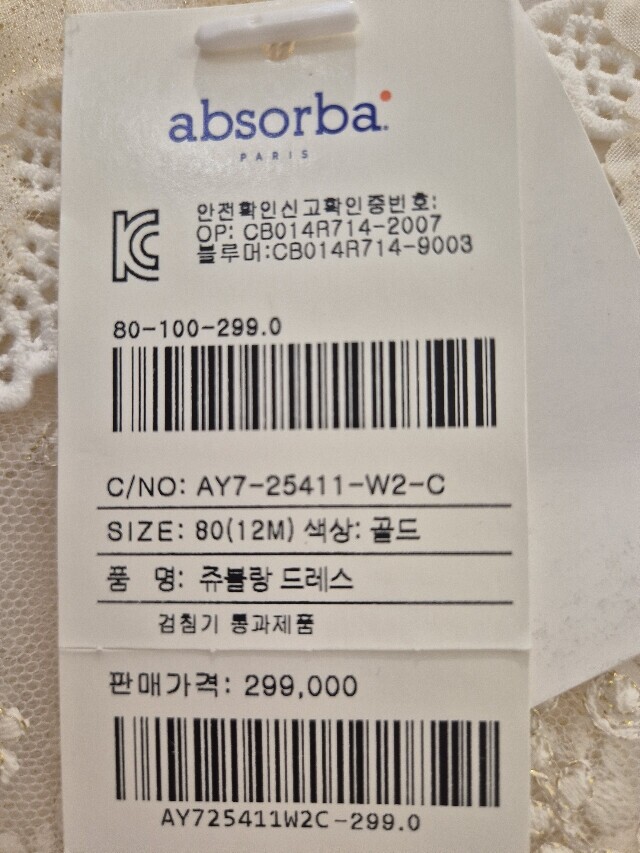 absorba
PARIS
안전확인신고확인증번호:
OP: CB014R714-2007
블루머:CB014R714-9003
80-100-299.0
C/NO: AY7-25411-W2-C
SIZE: 80(12M) 색상: 골드
품 명: 쥬블랑 드레스
검침기 통과제품
판매가격: 299,000
AY725411W2C-299.0